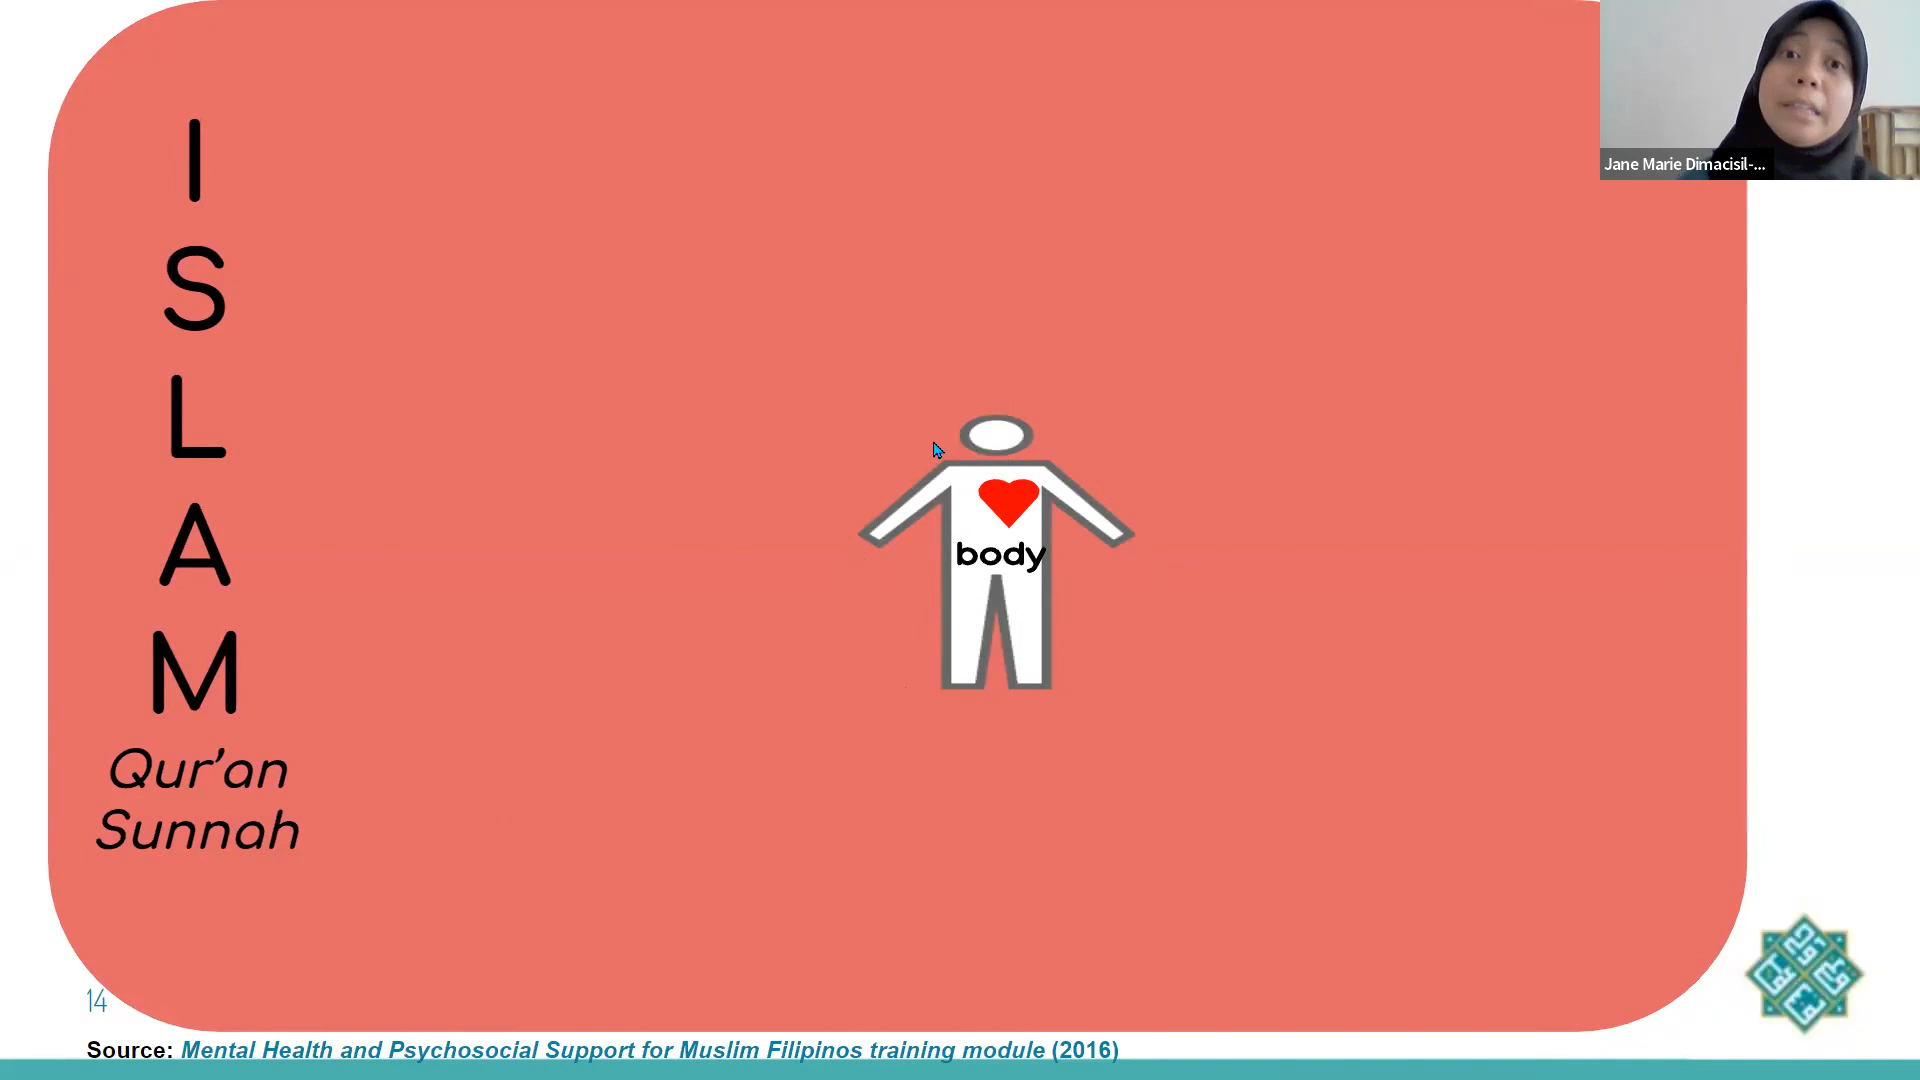 I
S
L
A
M
Qur'an
Sunnah
body
Jane Marie Dimacisil-...
14
Source: Mental Health and Psychosocial Support for Muslim Filipinos training module (2016)